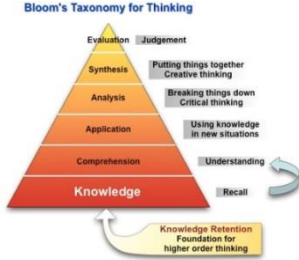 Bloom's Taxonomy for Thinking
Evaluation Judgement
Synthesis Putting things together
Creative thinking
Analysis Breaking things down
Critical thinking
Application Using knowledge
in new situations
Comprehension Understanding
Knowledge Recall
Knowledge Retention
Foundation for
higher order thinking